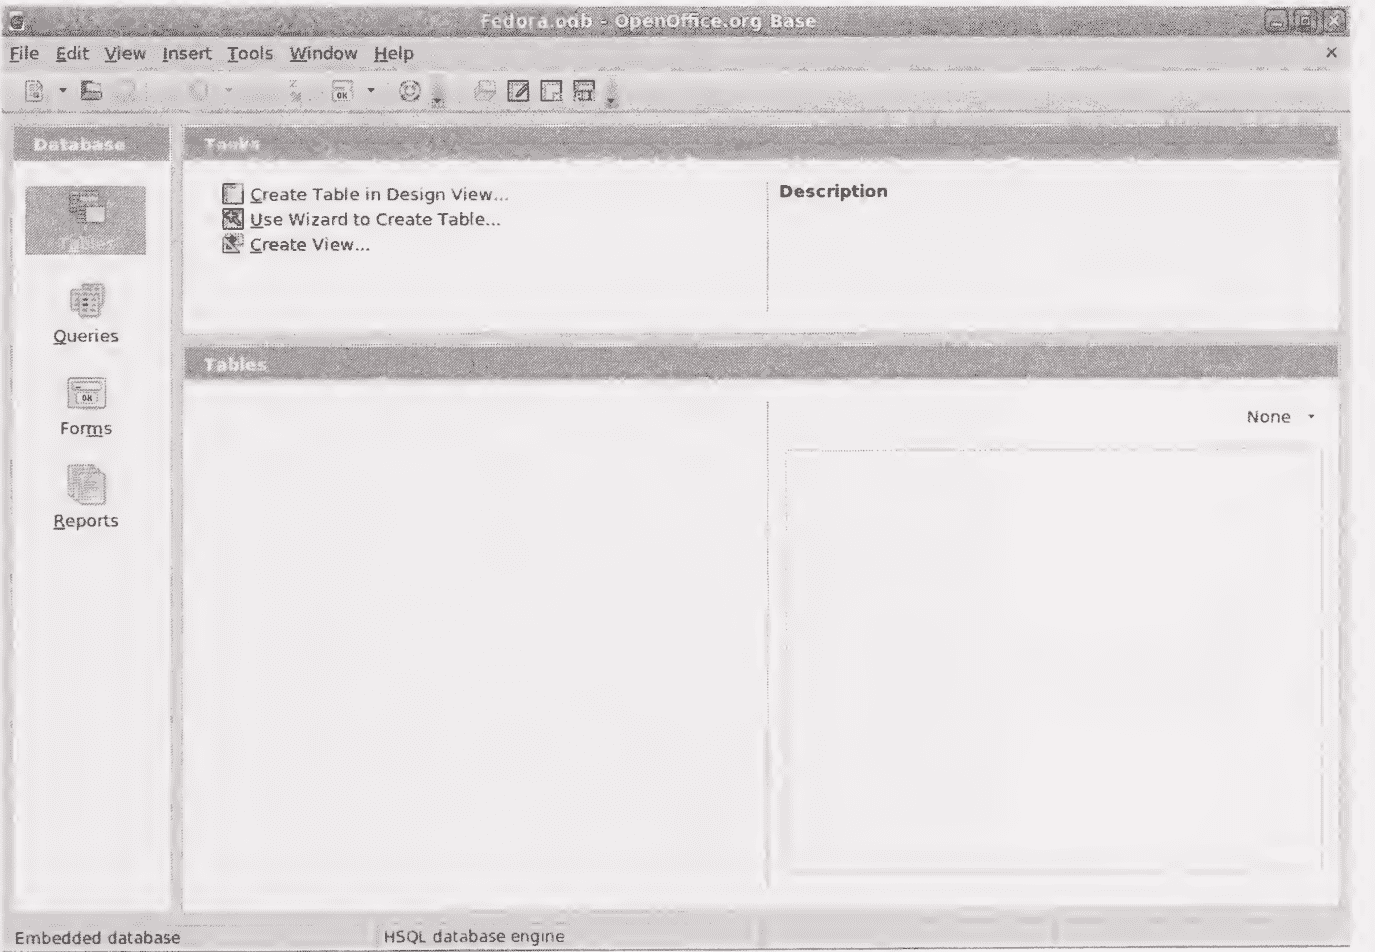 Fedora.odb - OpenOffice.org Base
File Edit View Insert Tools Window Help
Database
Tasks
Tables
Create Table in Design View...
Use Wizard to Create Table...
Create View...
Description
Queries
Forms
Reports
Tables
None
Embedded database
HSQL database engine